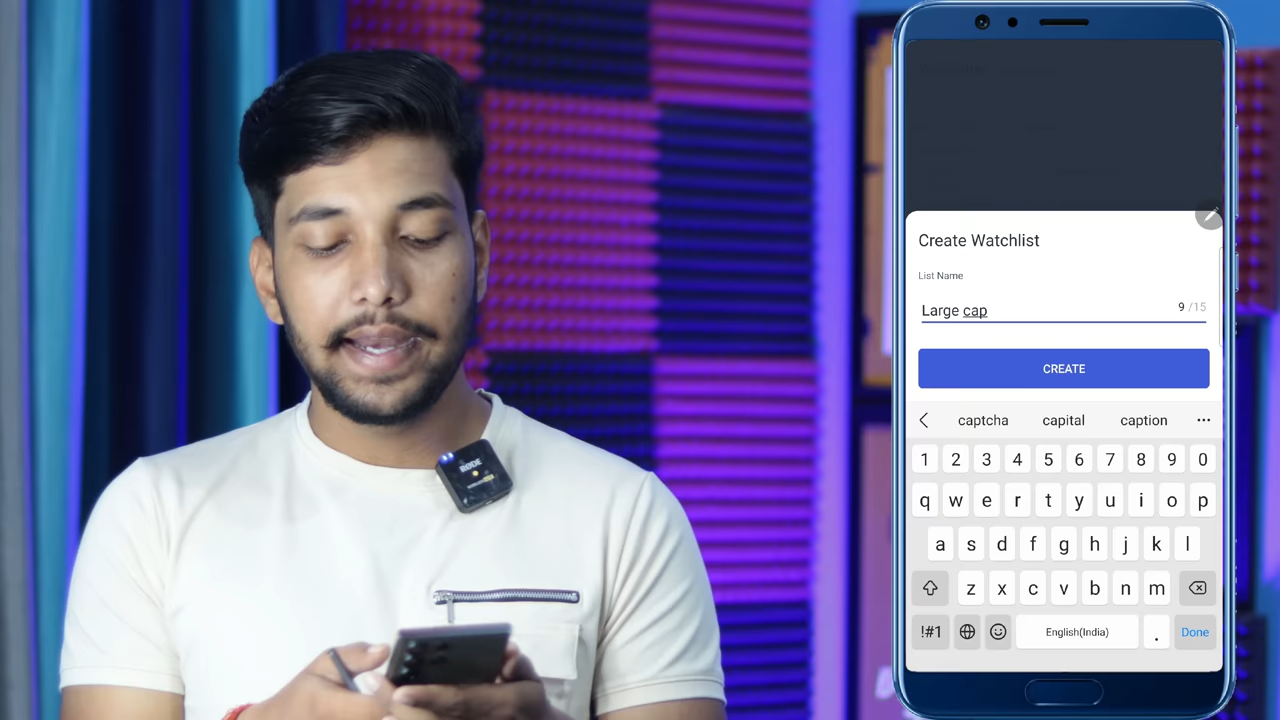 RØDE
Create Watchlist
List Name
Large cap
9 /15
CREATE
captcha capital caption ...
1 2 3 4 5 6 7 8 9 0
q w e r t y u i o p
a s d f g h j k l
z x c v b n m
!#1 English(India) . Done